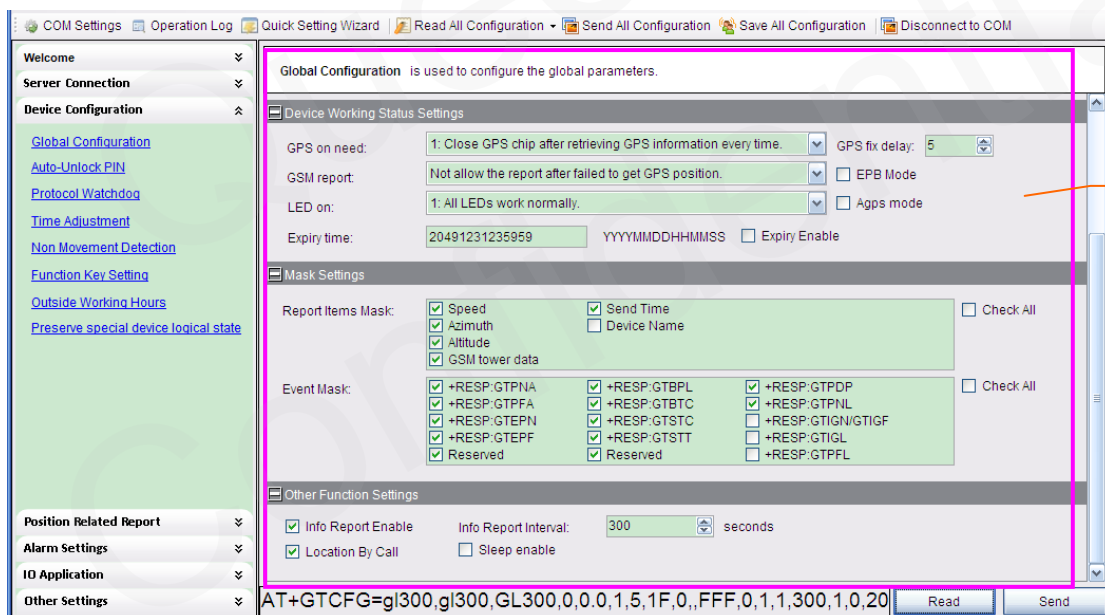 COM Settings Operation Log Quick Setting Wizard Read All Configuration Send All Configuration Save All Configuration Disconnect to COM
Welcome
Server Connection
Device Configuration
Global Configuration
Auto-Unlock PIN
Protocol Watchdog
Time Adjustment
Non Movement Detection
Function Key Setting
Outside Working Hours
Preserve special device logical state
Position Related Report
Alarm Settings
IO Application
Other Settings
Global Configuration is used to configure the global parameters.
Device Working Status Settings
GPS on need: 1: Close GPS chip after retrieving GPS information every time. GPS fix delay: 5
GSM report: Not allow the report after failed to get GPS position. EPB Mode
LED on: 1: All LEDs work normally. Agps mode
Expiry time: 20491231235959 YYYYMMDDHHMMSS Expiry Enable
Mask Settings
Report Items Mask: Speed Send Time Check All
Azimuth Device Name
Altitude
GSM tower data
Event Mask: +RESP:GTPNA +RESP:GTBPL +RESP:GTPDP Check All
+RESP:GTPFA +RESP:GTBTC +RESP:GTPNL
+RESP:GTEPN +RESP:GTSTC +RESP:GTIGN/GTIGF
+RESP:GTEPF +RESP:GTSTT +RESP:GTIGL
Reserved Reserved +RESP:GTPFL
Other Function Settings
Info Report Enable Info Report Interval: 300 seconds
Location By Call Sleep enable
AT+GTCFG=gl300,gl300,GL300,0,0.0,1,5,1F,0,,FFF,0,1,1,300,1,0,20 Read Send
Confidential